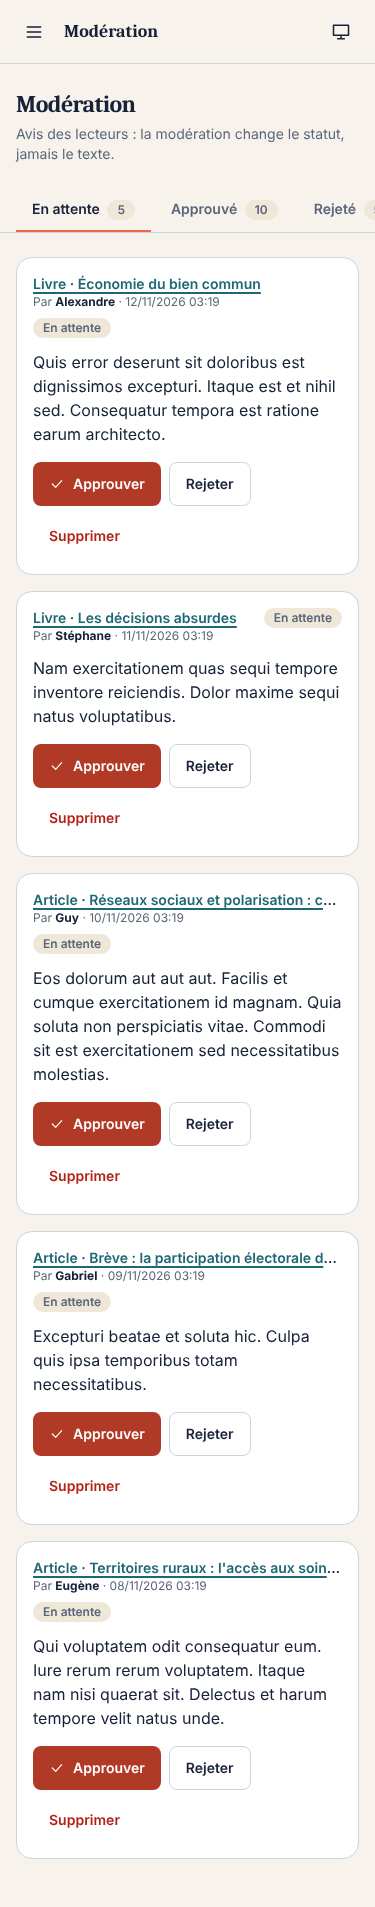 Modération
Modération
Avis des lecteurs : la modération change le statut,
jamais le texte.
En attente 5 Approuvé 10 Rejeté
Livre · Économie du bien commun
Par Alexandre · 12/11/2026 03:19
En attente
Quis error deserunt sit doloribus est
dignissimos excepturi. Itaque est et nihil
sed. Consequatur tempora est ratione
earum architecto.
Approuver Rejeter
Supprimer
Livre · Les décisions absurdes En attente
Par Stéphane · 11/11/2026 03:19
Nam exercitationem quas sequi tempore
inventore reiciendis. Dolor maxime sequi
natus voluptatibus.
Approuver Rejeter
Supprimer
Article · Réseaux sociaux et polarisation : c...
Par Guy · 10/11/2026 03:19
En attente
Eos dolorum aut aut aut. Facilis et
cumque exercitationem id magnam. Quia
soluta non perspiciatis vitae. Commodi
sit est exercitationem sed necessitatibus
molestias.
Approuver Rejeter
Supprimer
Article · Brève : la participation électorale d...
Par Gabriel · 09/11/2026 03:19
En attente
Excepturi beatae et soluta hic. Culpa
quis ipsa temporibus totam
necessitatibus.
Approuver Rejeter
Supprimer
Article · Territoires ruraux : l'accès aux soin...
Par Eugène · 08/11/2026 03:19
En attente
Qui voluptatem odit consequatur eum.
Iure rerum rerum voluptatem. Itaque
nam nisi quaerat sit. Delectus et harum
tempore velit natus unde.
Approuver Rejeter
Supprimer